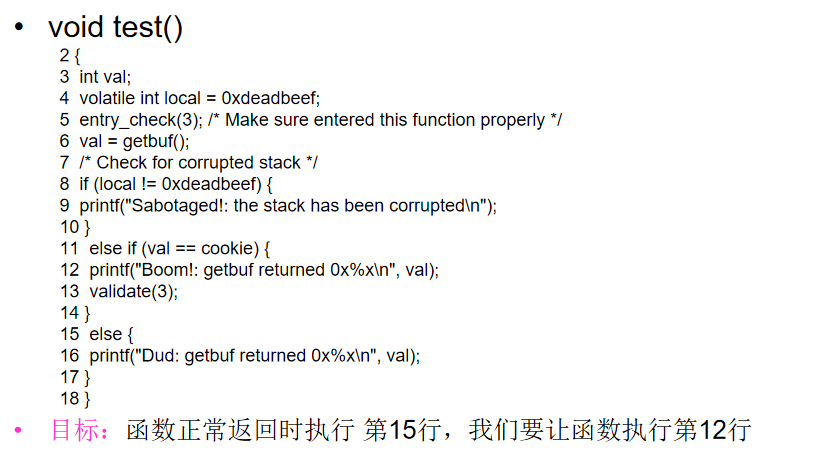 • void test()
2 {
3 int val;
4 volatile int local = 0xdeadbeef;
5 entry_check(3); /* Make sure entered this function properly */
6 val = getbuf();
7 /* Check for corrupted stack */
8 if (local != 0xdeadbeef) {
9 printf("Sabotaged!: the stack has been corrupted\n");
10 }
11 else if (val == cookie) {
12 printf("Boom!: getbuf returned 0x%x\n", val);
13 validate(3);
14 }
15 else {
16 printf("Dud: getbuf returned 0x%x\n", val);
17 }
18 }
• 目标：函数正常返回时执行 第15行，我们要让函数执行第12行